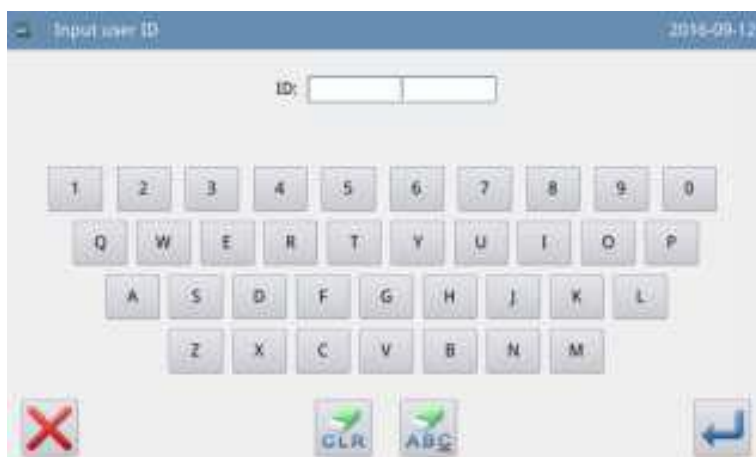 Input user ID 2016-09-12
ID:
1 2 3 4 5 6 7 8 9 0
Q W E R T Y U I O P
A S D F G H J K L
Z X C V B N M
CLR ABC